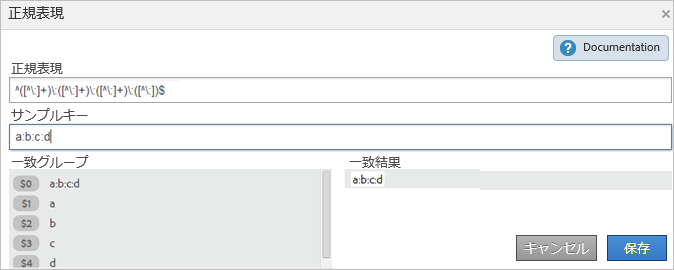 正規表現
×
? Documentation
正規表現
^([^\:]+)\:([^\:]+)\:([^\:]+)\:([^\:])$
サンプルキー
a:b:c:d
一致グループ
一致結果
$0 a:b:c:d
a:b:c:d
$1 a
$2 b
$3 c
$4 d
キャンセル
保存